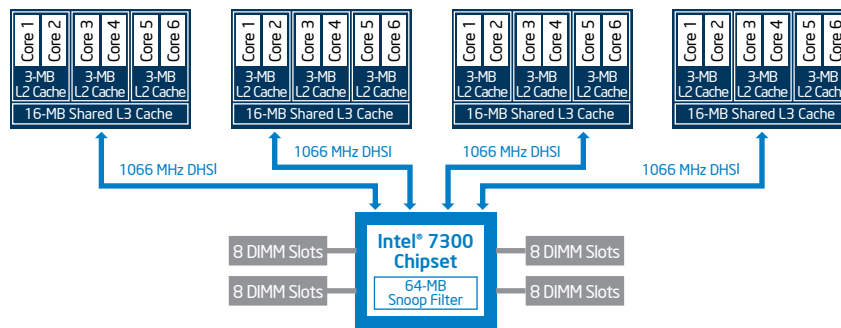 Core 1 Core 2 Core 3 Core 4 Core 5 Core 6
3-MB 3-MB 3-MB
L2 Cache L2 Cache L2 Cache
16-MB Shared L3 Cache
Core 1 Core 2 Core 3 Core 4 Core 5 Core 6
3-MB 3-MB 3-MB
L2 Cache L2 Cache L2 Cache
16-MB Shared L3 Cache
Core 1 Core 2 Core 3 Core 4 Core 5 Core 6
3-MB 3-MB 3-MB
L2 Cache L2 Cache L2 Cache
16-MB Shared L3 Cache
Core 1 Core 2 Core 3 Core 4 Core 5 Core 6
3-MB 3-MB 3-MB
L2 Cache L2 Cache L2 Cache
16-MB Shared L3 Cache
1066 MHz DHSI
1066 MHz DHSI
1066 MHz DHSI
1066 MHz DHSI
Intel® 7300
Chipset
64-MB
Snoop Filter
8 DIMM Slots
8 DIMM Slots
8 DIMM Slots
8 DIMM Slots